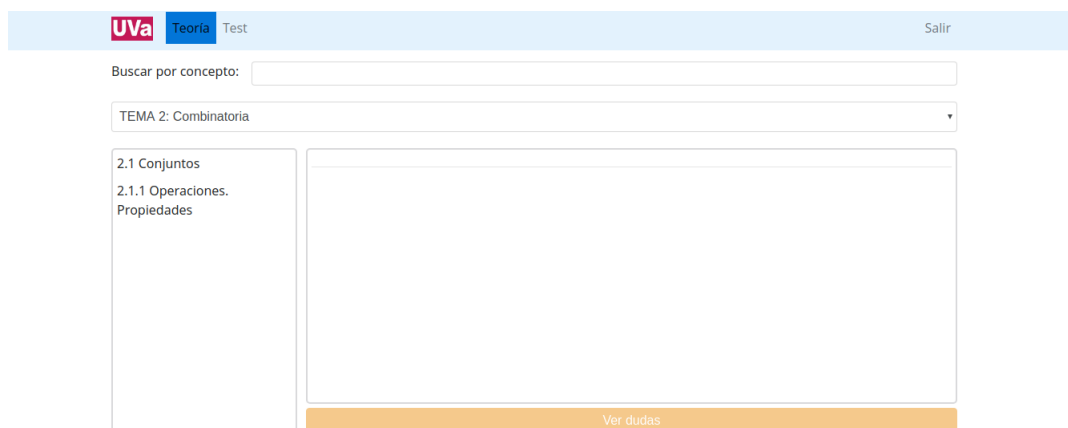 UVa Teoría Test Salir
Buscar por concepto:
TEMA 2: Combinatoria
2.1 Conjuntos
2.1.1 Operaciones.
Propiedades
Ver dudas